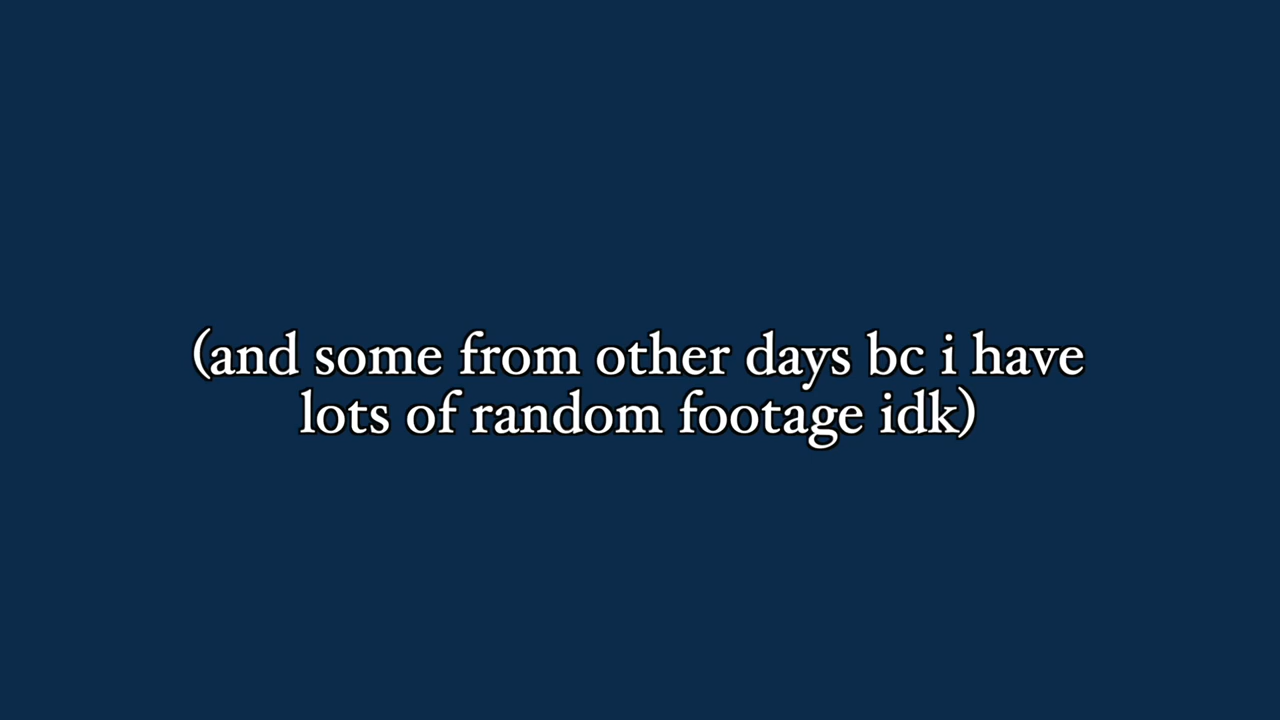 (and some from other days bc i have
lots of random footage idk)